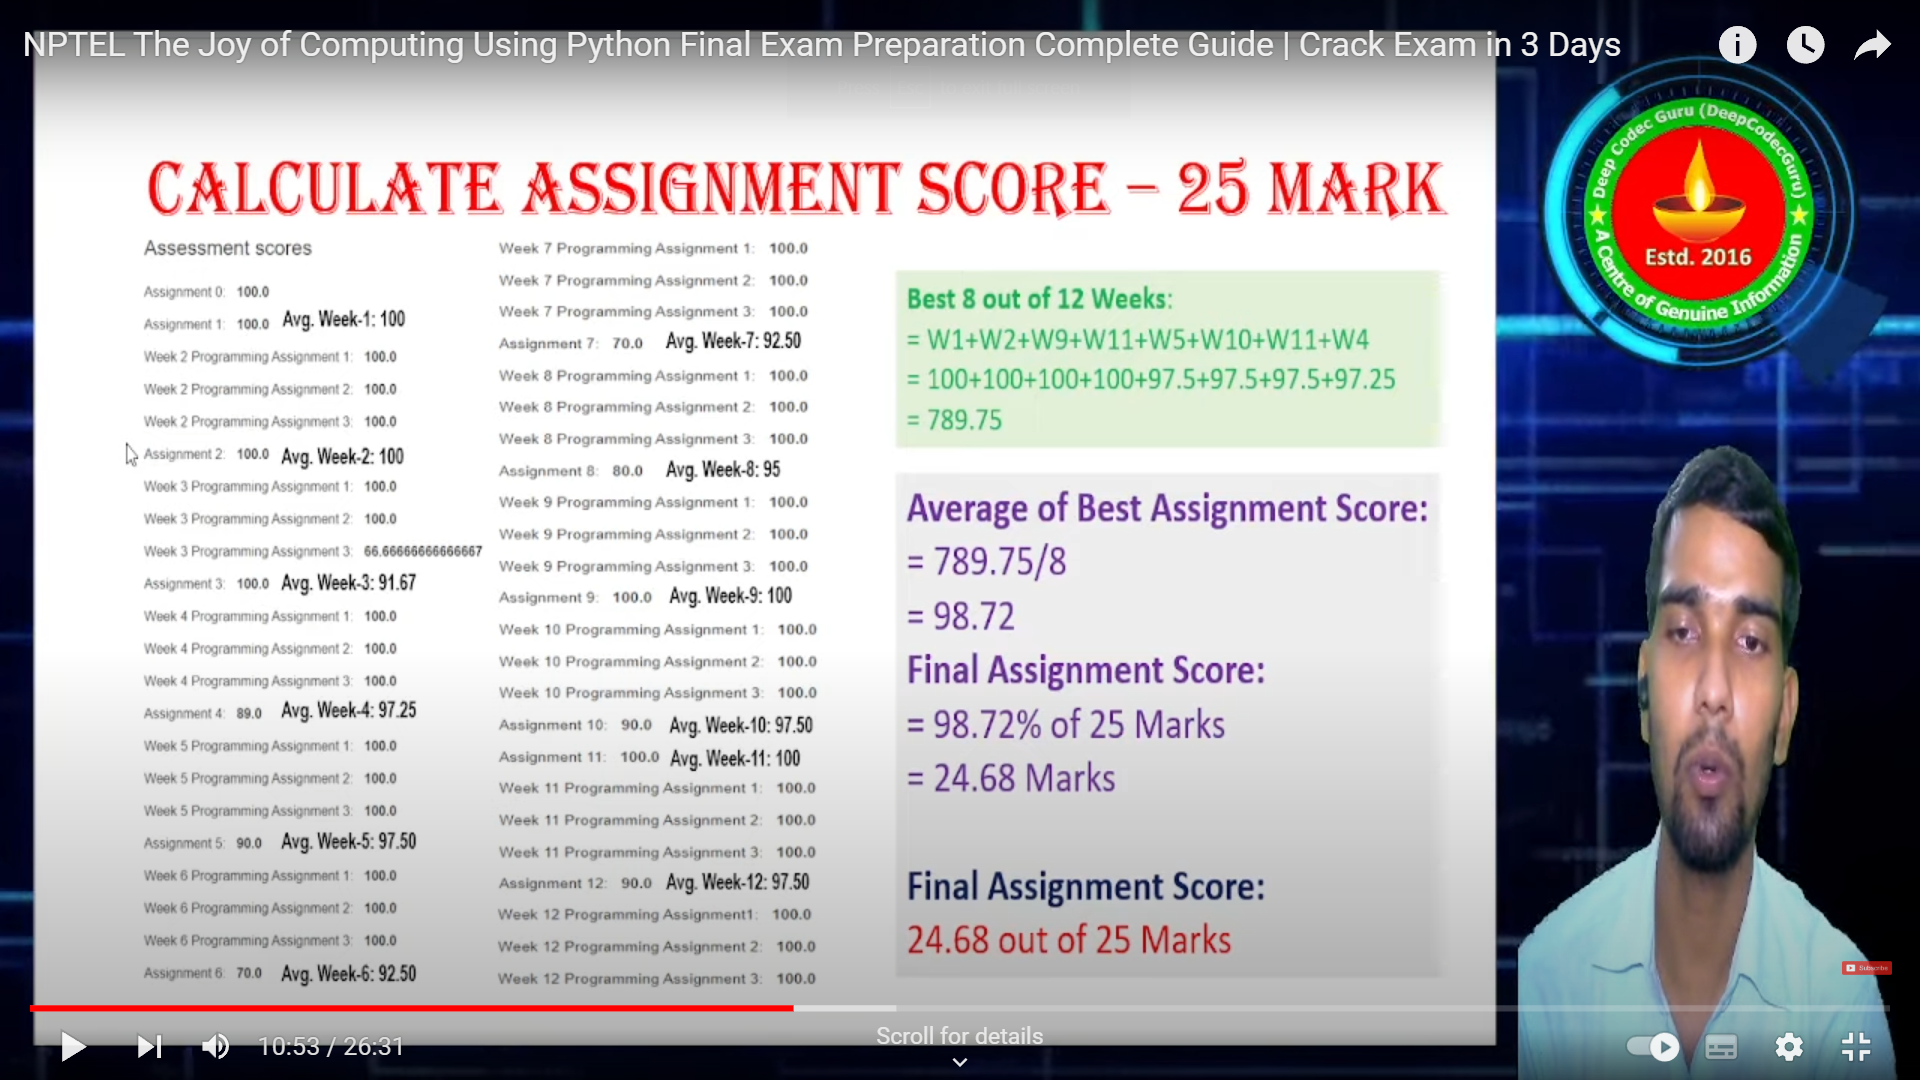 NPTEL The Joy of Computing Using Python Final Exam Preparation Complete Guide | Crack Exam in 3 Days
CALCULATE ASSIGNMENT SCORE – 25 MARK
Assessment scores
Assignment 0: 100.0
Assignment 1: 100.0 Avg. Week-1: 100
Week 2 Programming Assignment 1: 100.0
Week 2 Programming Assignment 2: 100.0
Week 2 Programming Assignment 3: 100.0
Assignment 2: 100.0 Avg. Week-2: 100
Week 3 Programming Assignment 1: 100.0
Week 3 Programming Assignment 2: 100.0
Week 3 Programming Assignment 3: 66.66666666666667
Assignment 3: 100.0 Avg. Week-3: 91.67
Week 4 Programming Assignment 1: 100.0
Week 4 Programming Assignment 2: 100.0
Week 4 Programming Assignment 3: 100.0
Assignment 4: 89.0 Avg. Week-4: 97.25
Week 5 Programming Assignment 1: 100.0
Week 5 Programming Assignment 2: 100.0
Week 5 Programming Assignment 3: 100.0
Assignment 5: 90.0 Avg. Week-5: 97.50
Week 6 Programming Assignment 1: 100.0
Week 6 Programming Assignment 2: 100.0
Week 6 Programming Assignment 3: 100.0
Assignment 6: 70.0 Avg. Week-6: 92.50
Week 7 Programming Assignment 1: 100.0
Week 7 Programming Assignment 2: 100.0
Week 7 Programming Assignment 3: 100.0
Assignment 7: 70.0 Avg. Week-7: 92.50
Week 8 Programming Assignment 1: 100.0
Week 8 Programming Assignment 2: 100.0
Week 8 Programming Assignment 3: 100.0
Assignment 8: 80.0 Avg. Week-8: 95
Week 9 Programming Assignment 1: 100.0
Week 9 Programming Assignment 2: 100.0
Week 9 Programming Assignment 3: 100.0
Assignment 9: 100.0 Avg. Week-9: 100
Week 10 Programming Assignment 1: 100.0
Week 10 Programming Assignment 2: 100.0
Week 10 Programming Assignment 3: 100.0
Assignment 10: 90.0 Avg. Week-10: 97.50
Assignment 11: 100.0 Avg. Week-11: 100
Week 11 Programming Assignment 1: 100.0
Week 11 Programming Assignment 2: 100.0
Week 11 Programming Assignment 3: 100.0
Assignment 12: 90.0 Avg. Week-12: 97.50
Week 12 Programming Assignment1: 100.0
Week 12 Programming Assignment 2: 100.0
Week 12 Programming Assignment 3: 100.0
Best 8 out of 12 Weeks:
= W1+W2+W9+W11+W5+W10+W11+W4
= 100+100+100+100+97.5+97.5+97.5+97.25
= 789.75
Average of Best Assignment Score:
= 789.75/8
= 98.72
Final Assignment Score:
= 98.72% of 25 Marks
= 24.68 Marks
Final Assignment Score:
24.68 out of 25 Marks
Deep Codec Guru (DeepCodecGuru)
Estd. 2016
A Centre of Genuine Information
Subscribe
10:53 / 26:31
Scroll for details